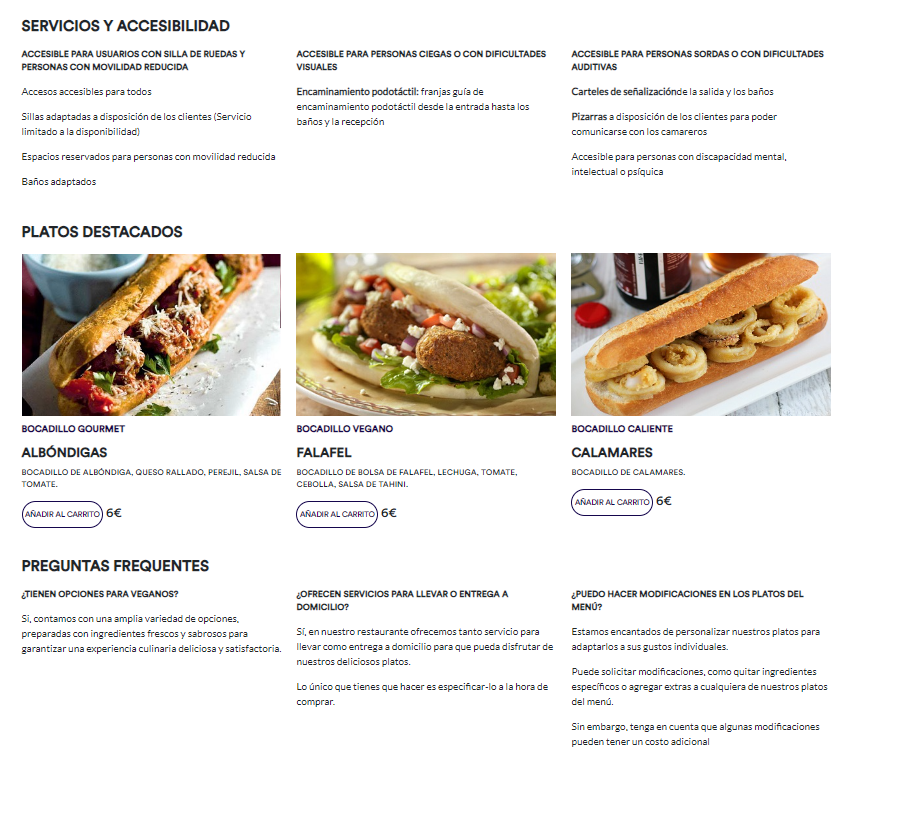 SERVICIOS Y ACCESIBILIDAD
ACCESIBLE PARA USUARIOS CON SILLA DE RUEDAS Y
PERSONAS CON MOVILIDAD REDUCIDA
Accesos accesibles para todos
Sillas adaptadas a disposición de los clientes (Servicio
limitado a la disponibilidad)
Espacios reservados para personas con movilidad reducida
Baños adaptados
ACCESIBLE PARA PERSONAS CIEGAS O CON DIFICULTADES
VISUALES
Encaminamiento podotáctil: franjas guía de
encaminamiento podotáctil desde la entrada hasta los
baños y la recepción
ACCESIBLE PARA PERSONAS SORDAS O CON DIFICULTADES
AUDITIVAS
Carteles de señalizaciónde la salida y los baños
Pizarras a disposición de los clientes para poder
comunicarse con los camareros
Accesible para personas con discapacidad mental,
intelectual o psíquica
PLATOS DESTACADOS
BOCADILLO GOURMET
ALBÓNDIGAS
BOCADILLO DE ALBÓNDIGA, QUESO RALLADO, PEREJIL, SALSA DE
TOMATE.
AÑADIR AL CARRITO 6€
BOCADILLO VEGANO
FALAFEL
BOCADILLO DE BOLSA DE FALAFEL, LECHUGA, TOMATE,
CEBOLLA, SALSA DE TAHINI.
AÑADIR AL CARRITO 6€
BOCADILLO CALIENTE
CALAMARES
BOCADILLO DE CALAMARES.
AÑADIR AL CARRITO 6€
PREGUNTAS FREQUENTES
¿TIENEN OPCIONES PARA VEGANOS?
Si, contamos con una amplia variedad de opciones,
preparadas con ingredientes frescos y sabrosos para
garantizar una experiencia culinaria deliciosa y satisfactoria.
¿OFRECEN SERVICIOS PARA LLEVAR O ENTREGA A
DOMICILIO?
Sí, en nuestro restaurante ofrecemos tanto servicio para
llevar como entrega a domicilio para que pueda disfrutar de
nuestros deliciosos platos.
Lo único que tienes que hacer es especificar-lo a la hora de
comprar.
¿PUEDO HACER MODIFICACIONES EN LOS PLATOS DEL
MENÚ?
Estamos encantados de personalizar nuestros platos para
adaptarlos a sus gustos individuales.
Puede solicitar modificaciones, como quitar ingredientes
específicos o agregar extras a cualquiera de nuestros platos
del menú.
Sin embargo, tenga en cuenta que algunas modificaciones
pueden tener un costo adicional